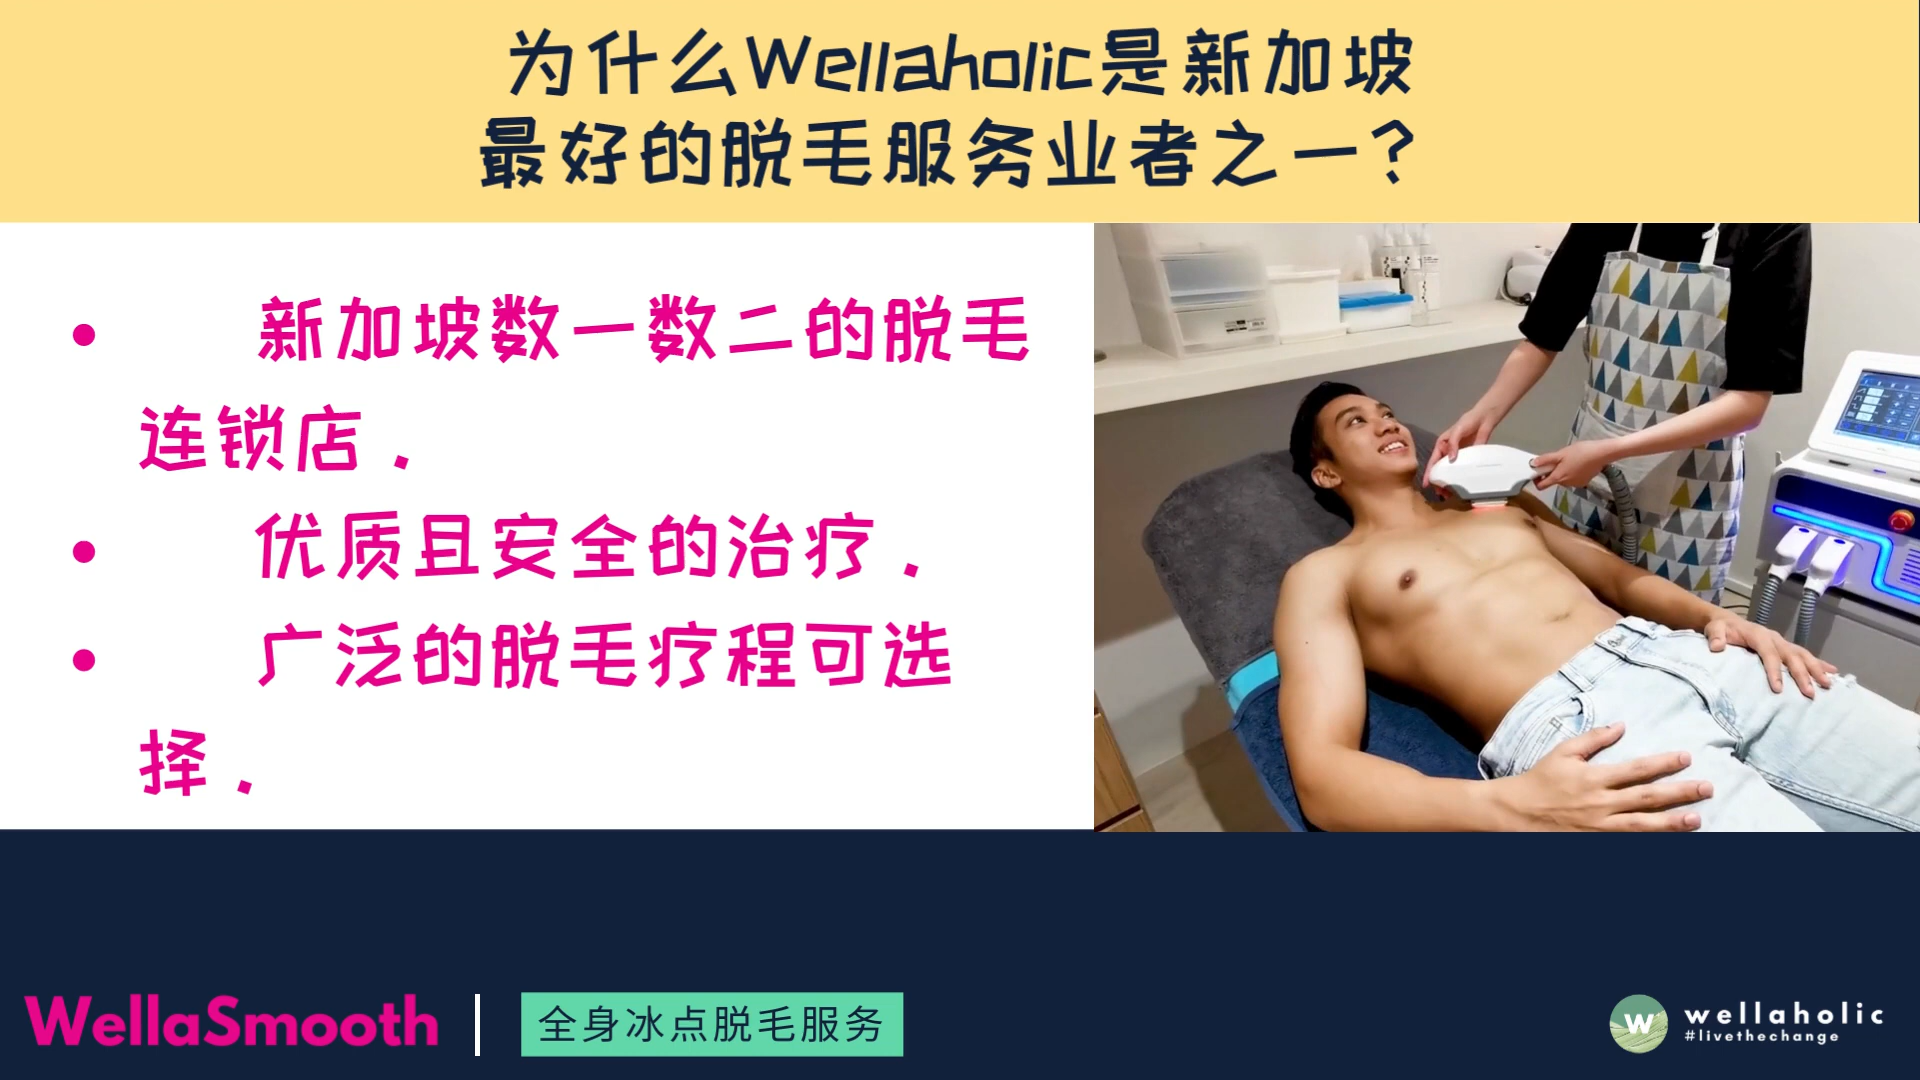 为什么Wellaholic是新加坡
最好的脱毛服务业者之一?
• 新加坡数一数二的脱毛
连锁店.
• 优质且安全的治疗.
• 广泛的脱毛疗程可选
择.
WellaSmooth
全身冰点脱毛服务
W
wellaholic
#livethechange